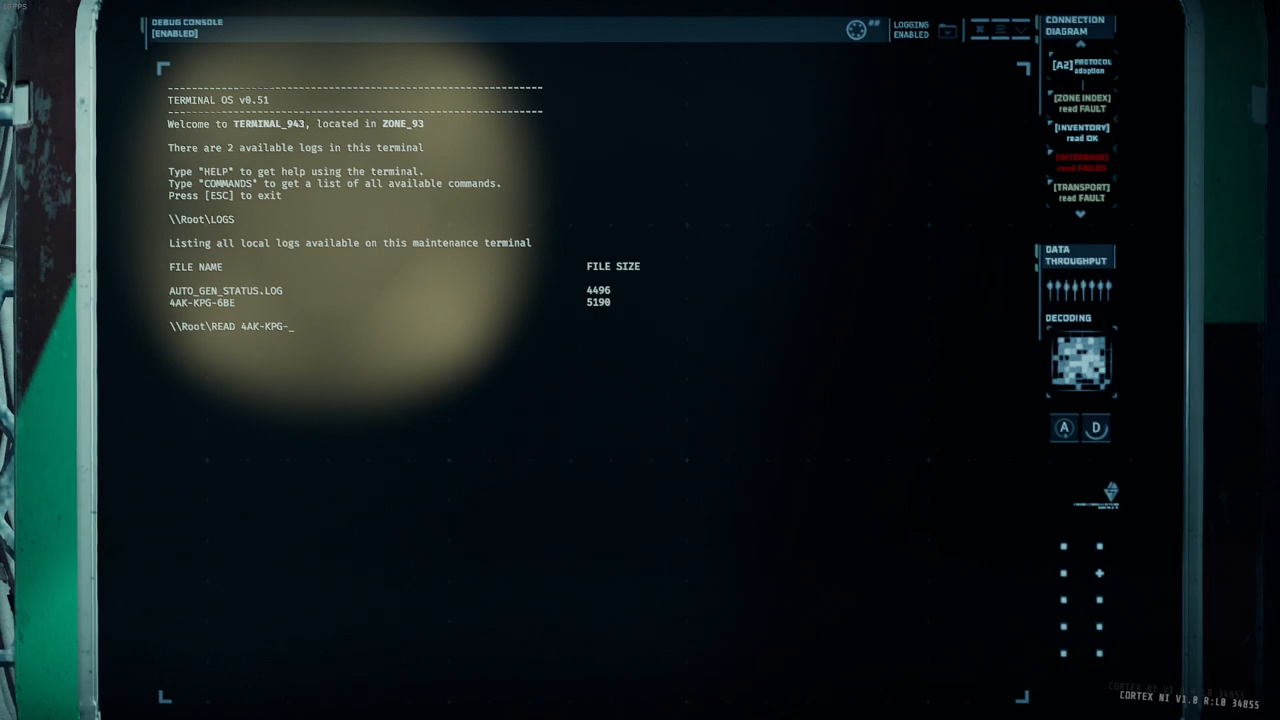 DEBUG CONSOLE
[ENABLED]
LOGGING
ENABLED
------------------------------------------------------------------
TERMINAL OS v0.51
------------------------------------------------------------------
Welcome to TERMINAL_943, located in ZONE_93
There are 2 available logs in this terminal
Type "HELP" to get help using the terminal.
Type "COMMANDS" to get a list of all available commands.
Press [ESC] to exit
\\Root\LOGS
Listing all local logs available on this maintenance terminal
FILE NAME FILE SIZE
AUTO_GEN_STATUS.LOG 4496
4AK-KPG-6BE 5190
\\Root\READ 4AK-KPG-_
CONNECTION
DIAGRAM
[A2] PROTOCOL
adoption
[ZONE INDEX]
read FAULT
[INVENTORY]
read OK
read FAILED
[TRANSPORT]
read FAULT
DATA
THROUGHPUT
DECODING
A D
CORTEX NI V1.0 R:L0 34855